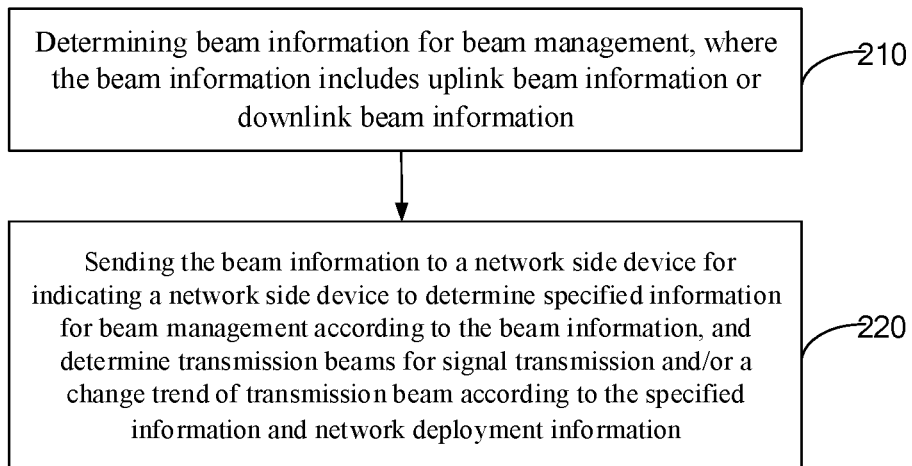 Determining beam information for beam management, where
the beam information includes uplink beam information or
downlink beam information
210
Sending the beam information to a network side device for
indicating a network side device to determine specified information
for beam management according to the beam information, and
determine transmission beams for signal transmission and/or a
change trend of transmission beam according to the specified
information and network deployment information
220